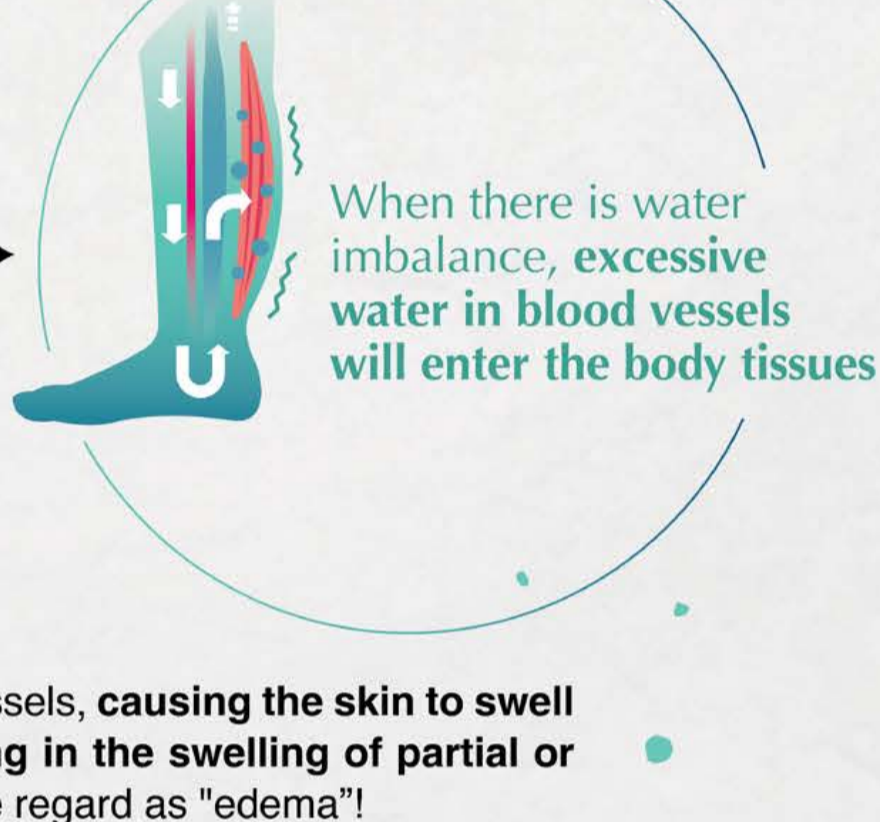 When there is water
imbalance, excessive
water in blood vessels
will enter the body tissues
causing the skin to swell
in the swelling of partial or
regard as "edema”!